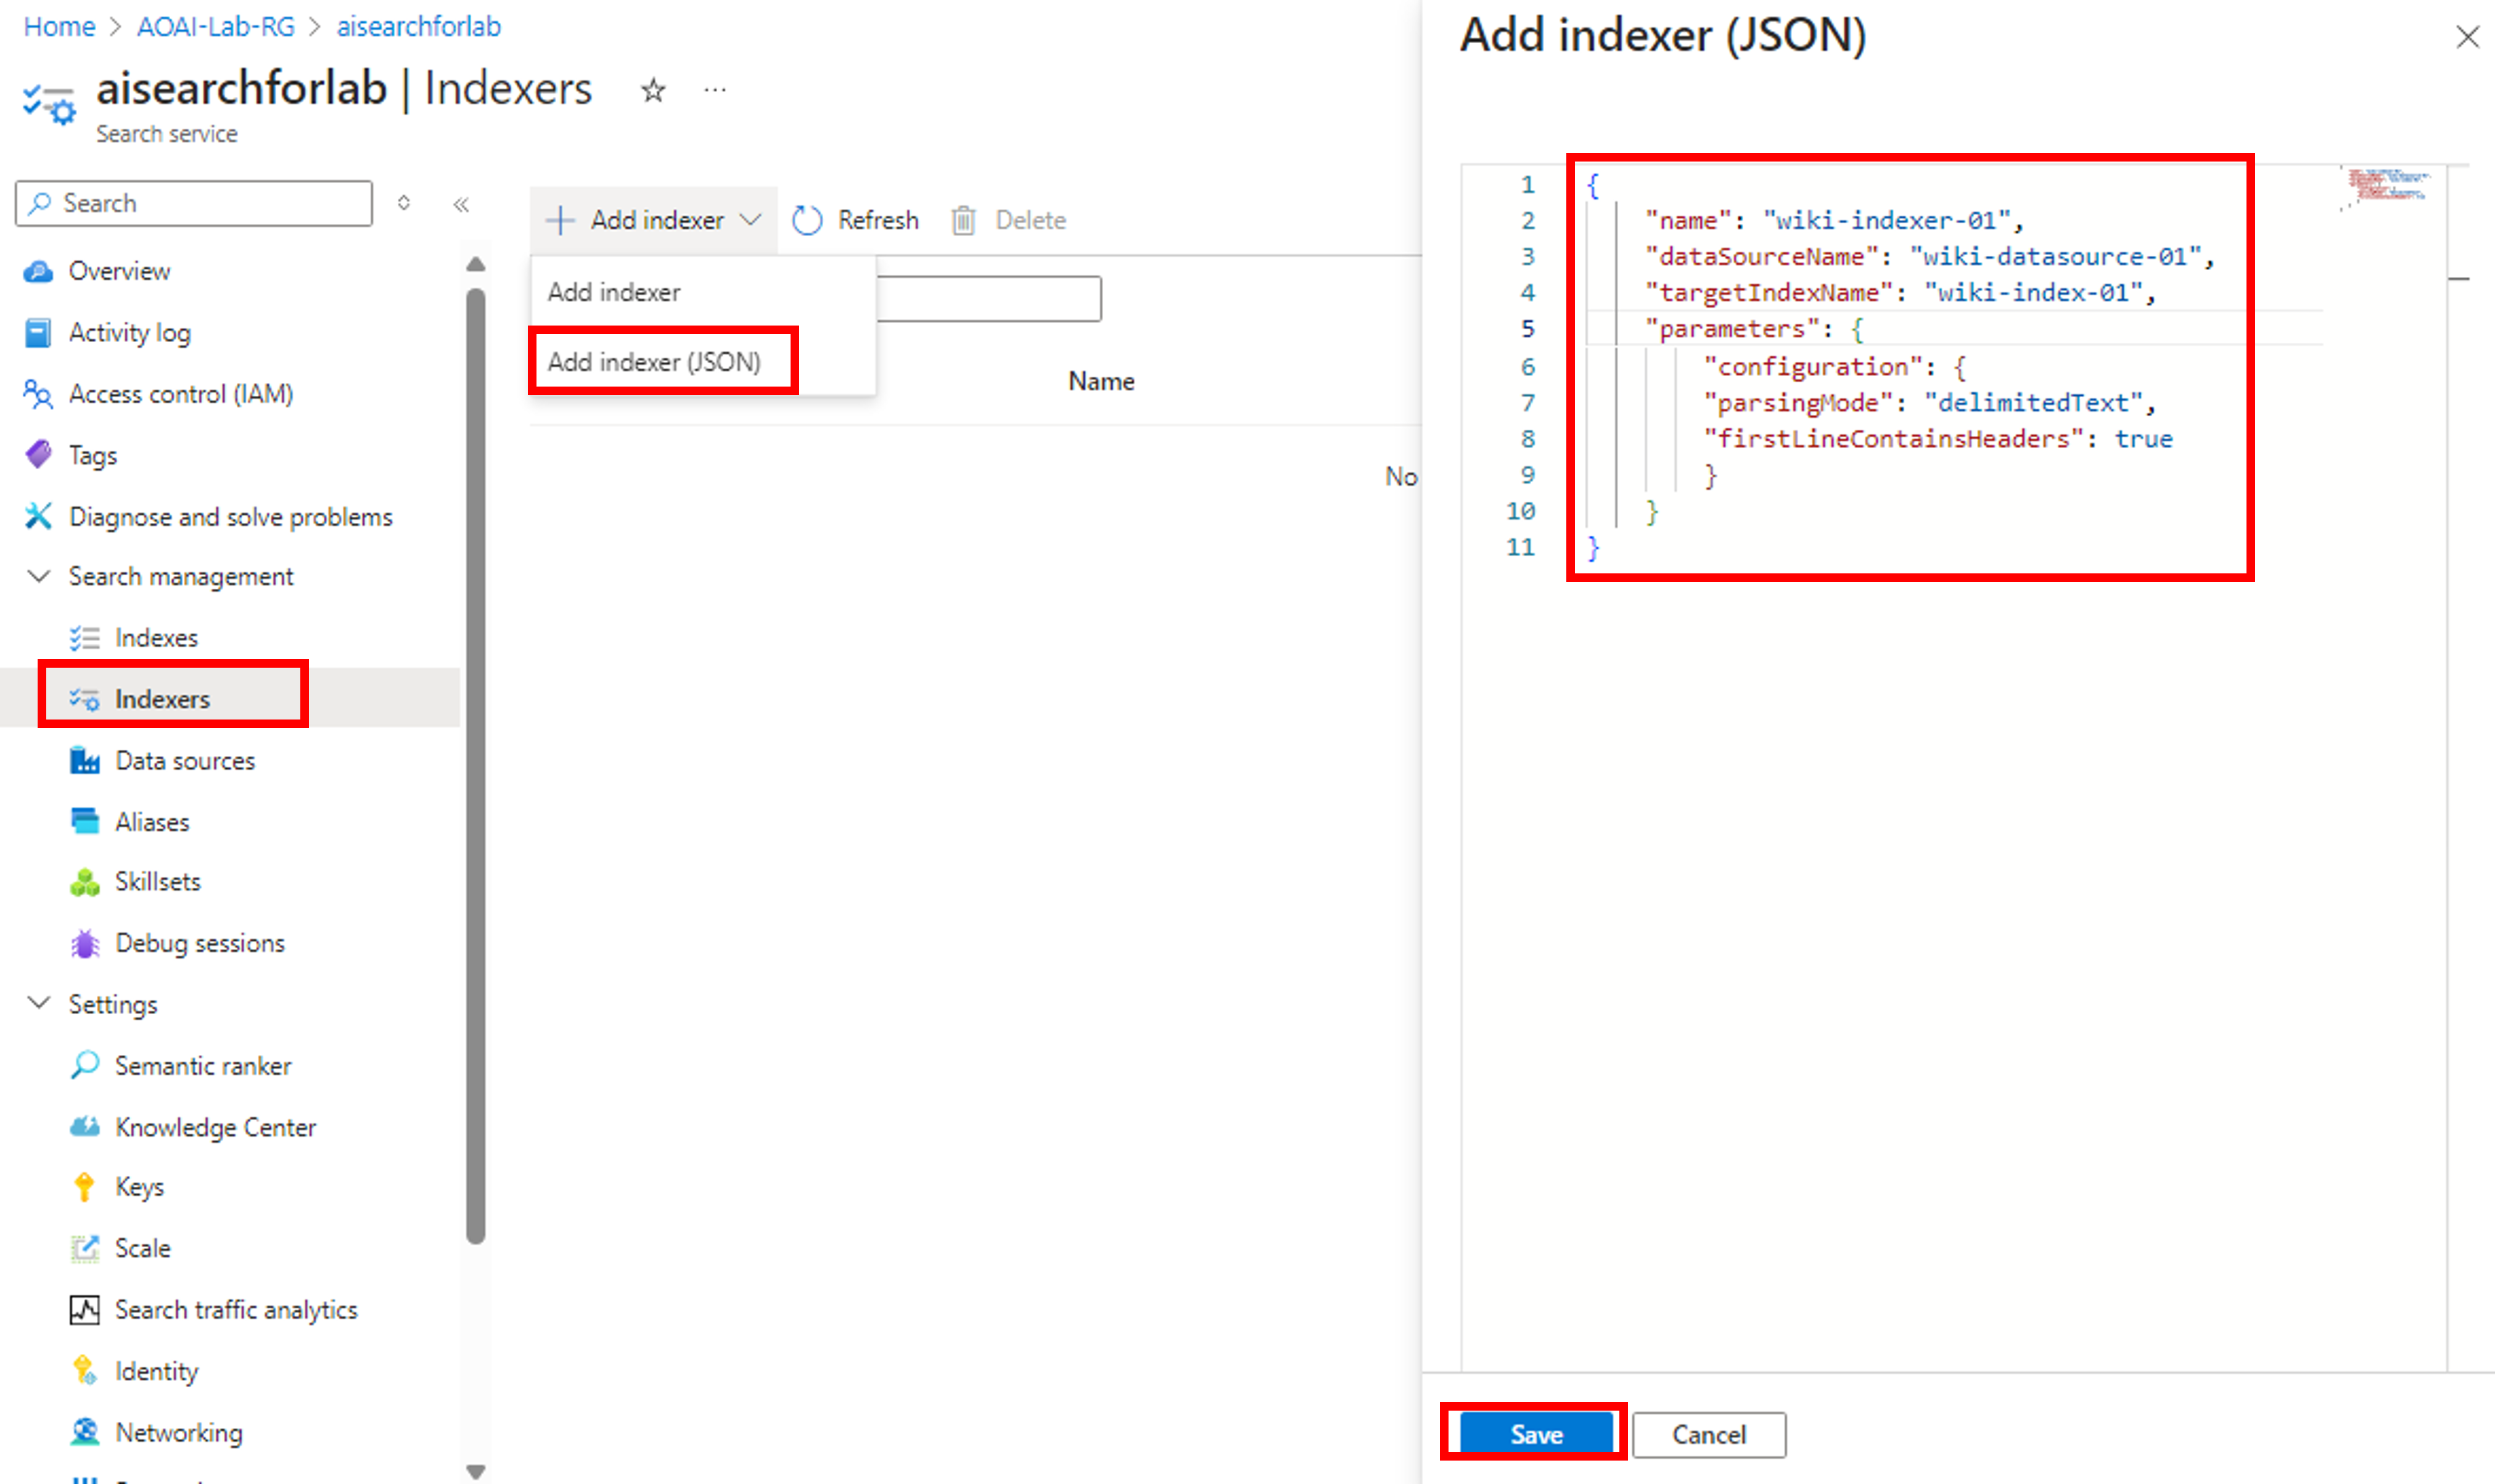 Home > AOAI-Lab-RG > aisearchforlab
aisearchforlab | Indexers
Search service
Search
Overview
Activity log
Access control (IAM)
Tags
Diagnose and solve problems
Search management
Indexes
Indexers
Data sources
Aliases
Skillsets
Debug sessions
Settings
Semantic ranker
Knowledge Center
Keys
Scale
Search traffic analytics
Identity
Networking
Add indexer
Refresh
Delete
Add indexer
Add indexer (JSON)
Name
No
Add indexer (JSON)
1 {
2 "name": "wiki-indexer-01",
3 "dataSourceName": "wiki-datasource-01",
4 "targetIndexName": "wiki-index-01",
5 "parameters": {
6 "configuration": {
7 "parsingMode": "delimitedText",
8 "firstLineContainsHeaders": true
9 }
10 }
11 }
Save
Cancel